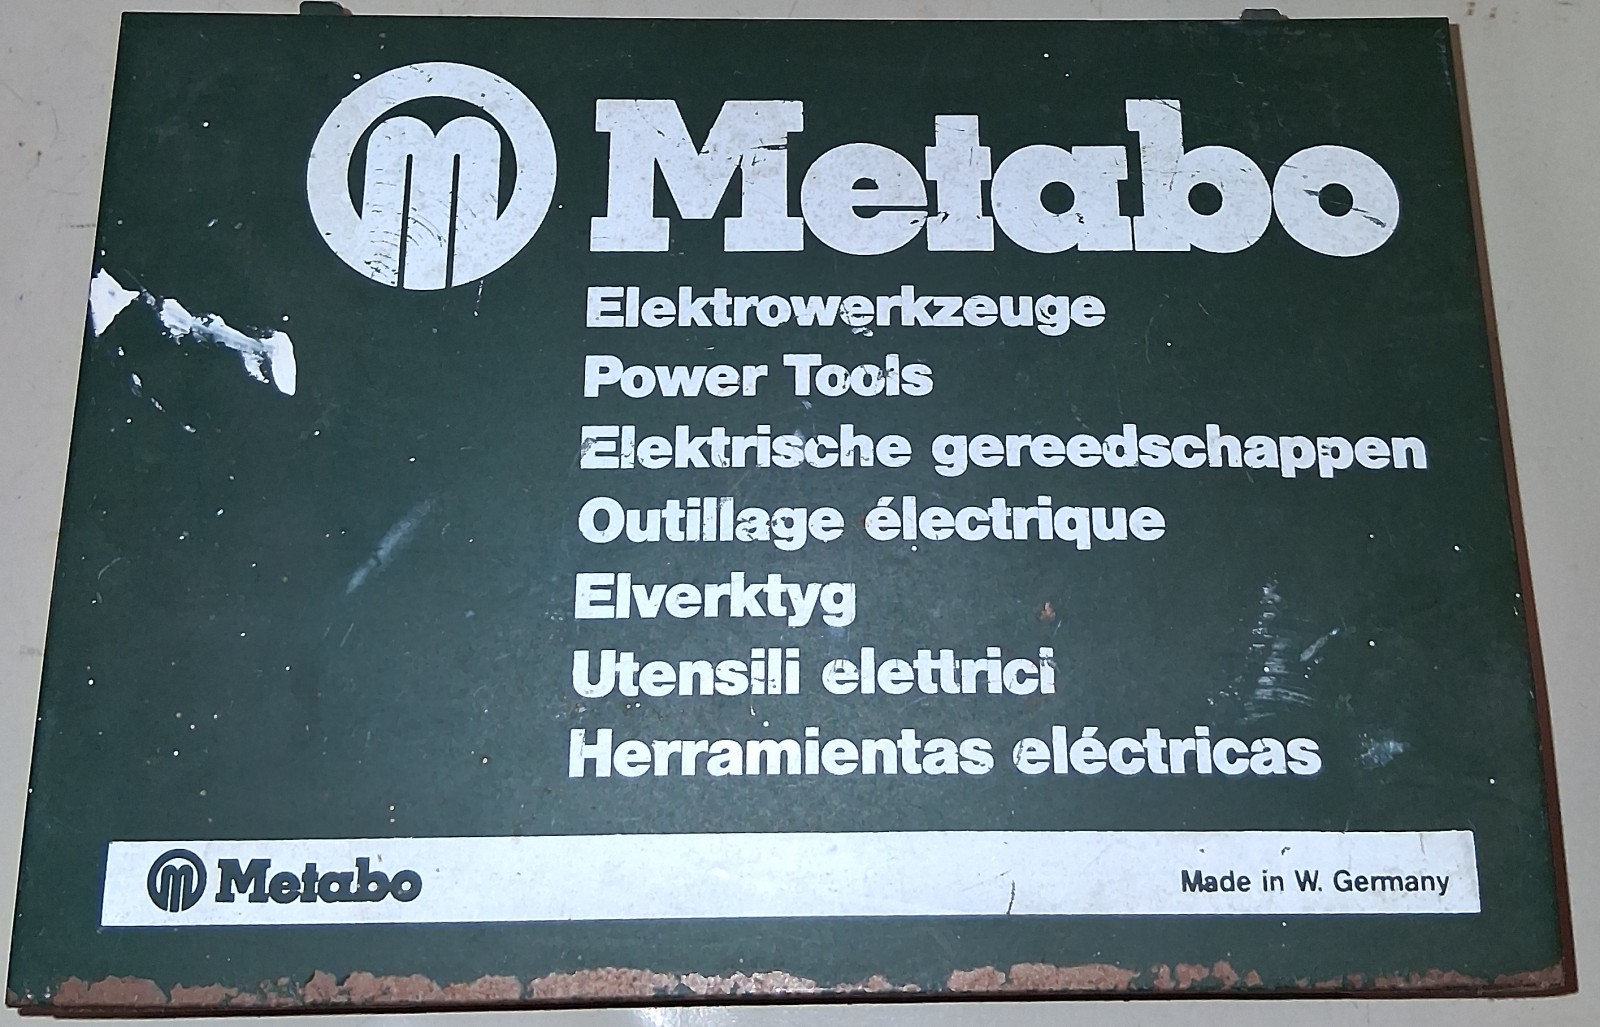 m Metabo
Elektrowerkzeuge
Power Tools
Elektrische gereedschappen
Outillage électrique
Elverktyg
Utensili elettrici
Herramientas eléctricas
m Metabo Made in W. Germany